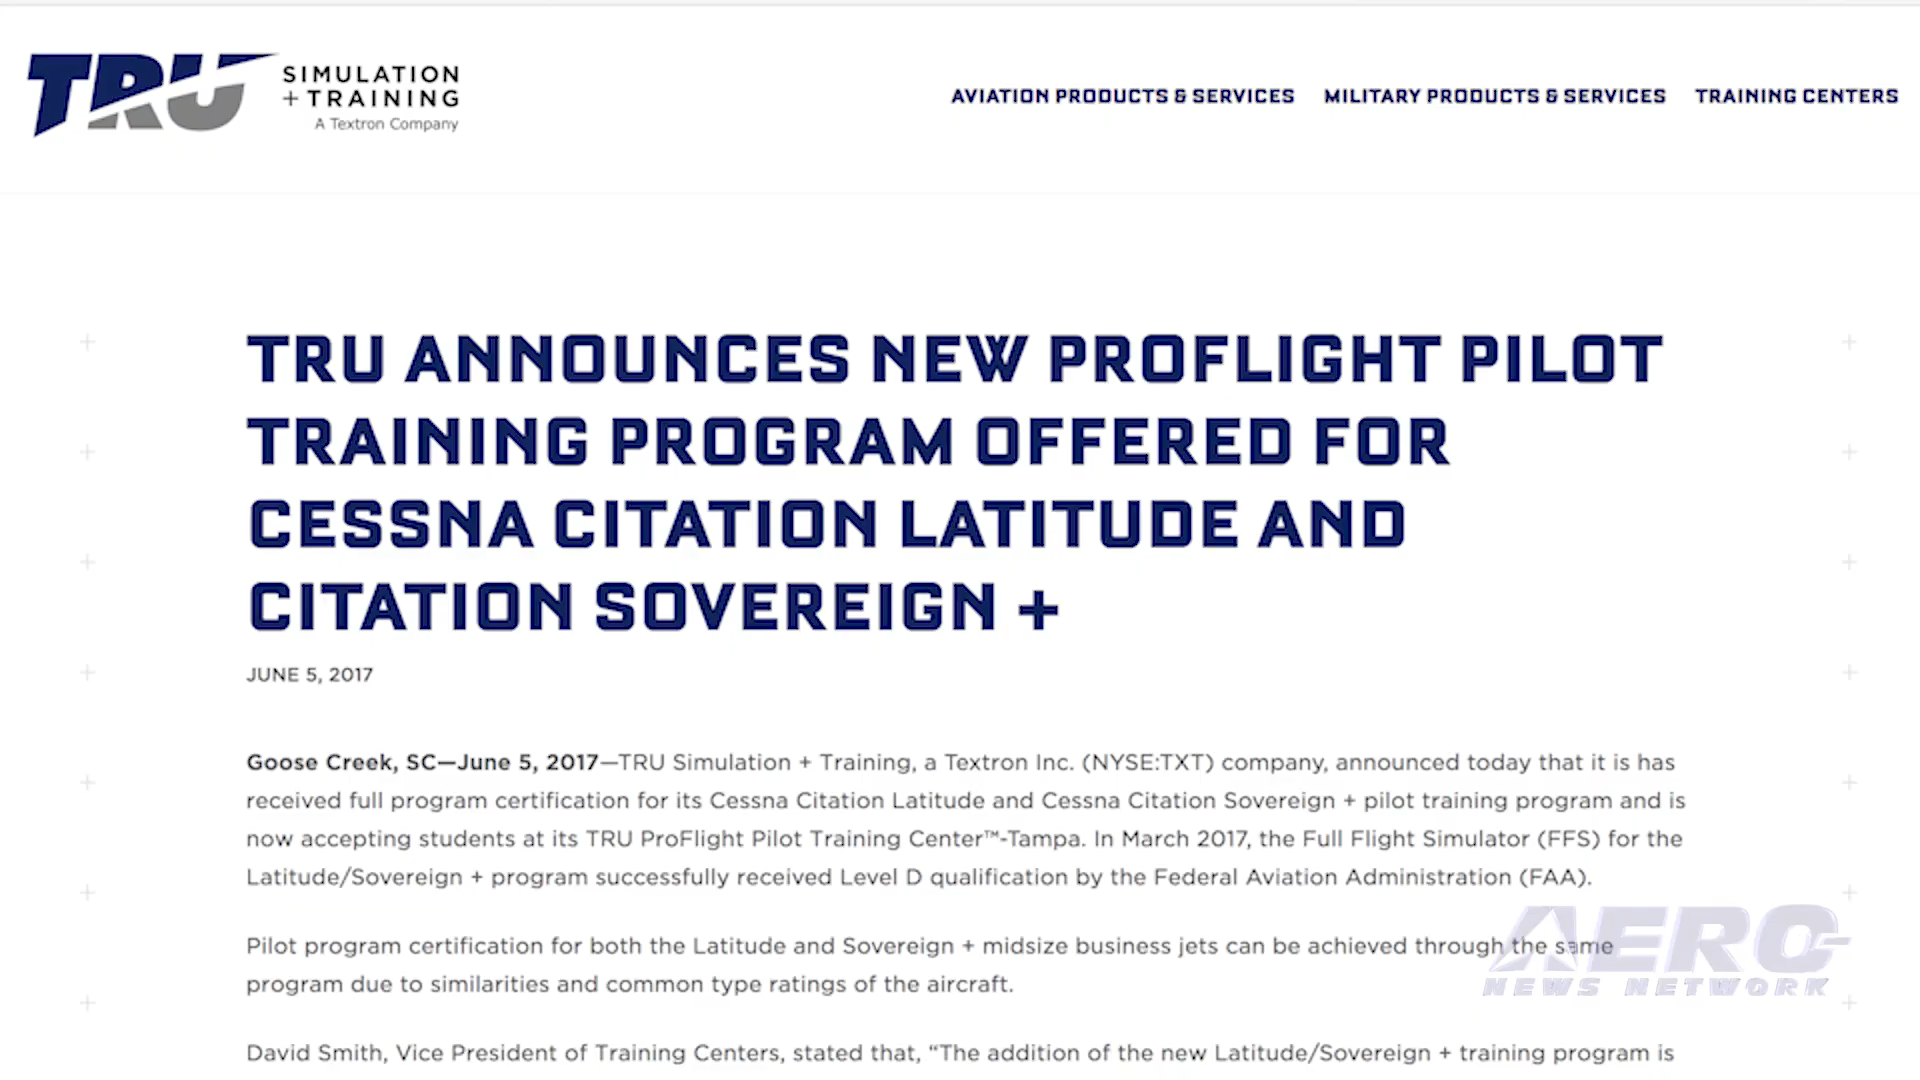 TRU SIMULATION
+ TRAINING
A Textron Company
AVIATION PRODUCTS & SERVICES MILITARY PRODUCTS & SERVICES TRAINING CENTERS
TRU ANNOUNCES NEW PROFLIGHT PILOT
TRAINING PROGRAM OFFERED FOR
CESSNA CITATION LATITUDE AND
CITATION SOVEREIGN +
JUNE 5, 2017
Goose Creek, SC—June 5, 2017—TRU Simulation + Training, a Textron Inc. (NYSE:TXT) company, announced today that it is has
received full program certification for its Cessna Citation Latitude and Cessna Citation Sovereign + pilot training program and is
now accepting students at its TRU ProFlight Pilot Training Center™-Tampa. In March 2017, the Full Flight Simulator (FFS) for the
Latitude/Sovereign + program successfully received Level D qualification by the Federal Aviation Administration (FAA).
Pilot program certification for both the Latitude and Sovereign + midsize business jets can be achieved through the same
program due to similarities and common type ratings of the aircraft.
AERO
NEWS NETWORK
David Smith, Vice President of Training Centers, stated that, “The addition of the new Latitude/Sovereign + training program is